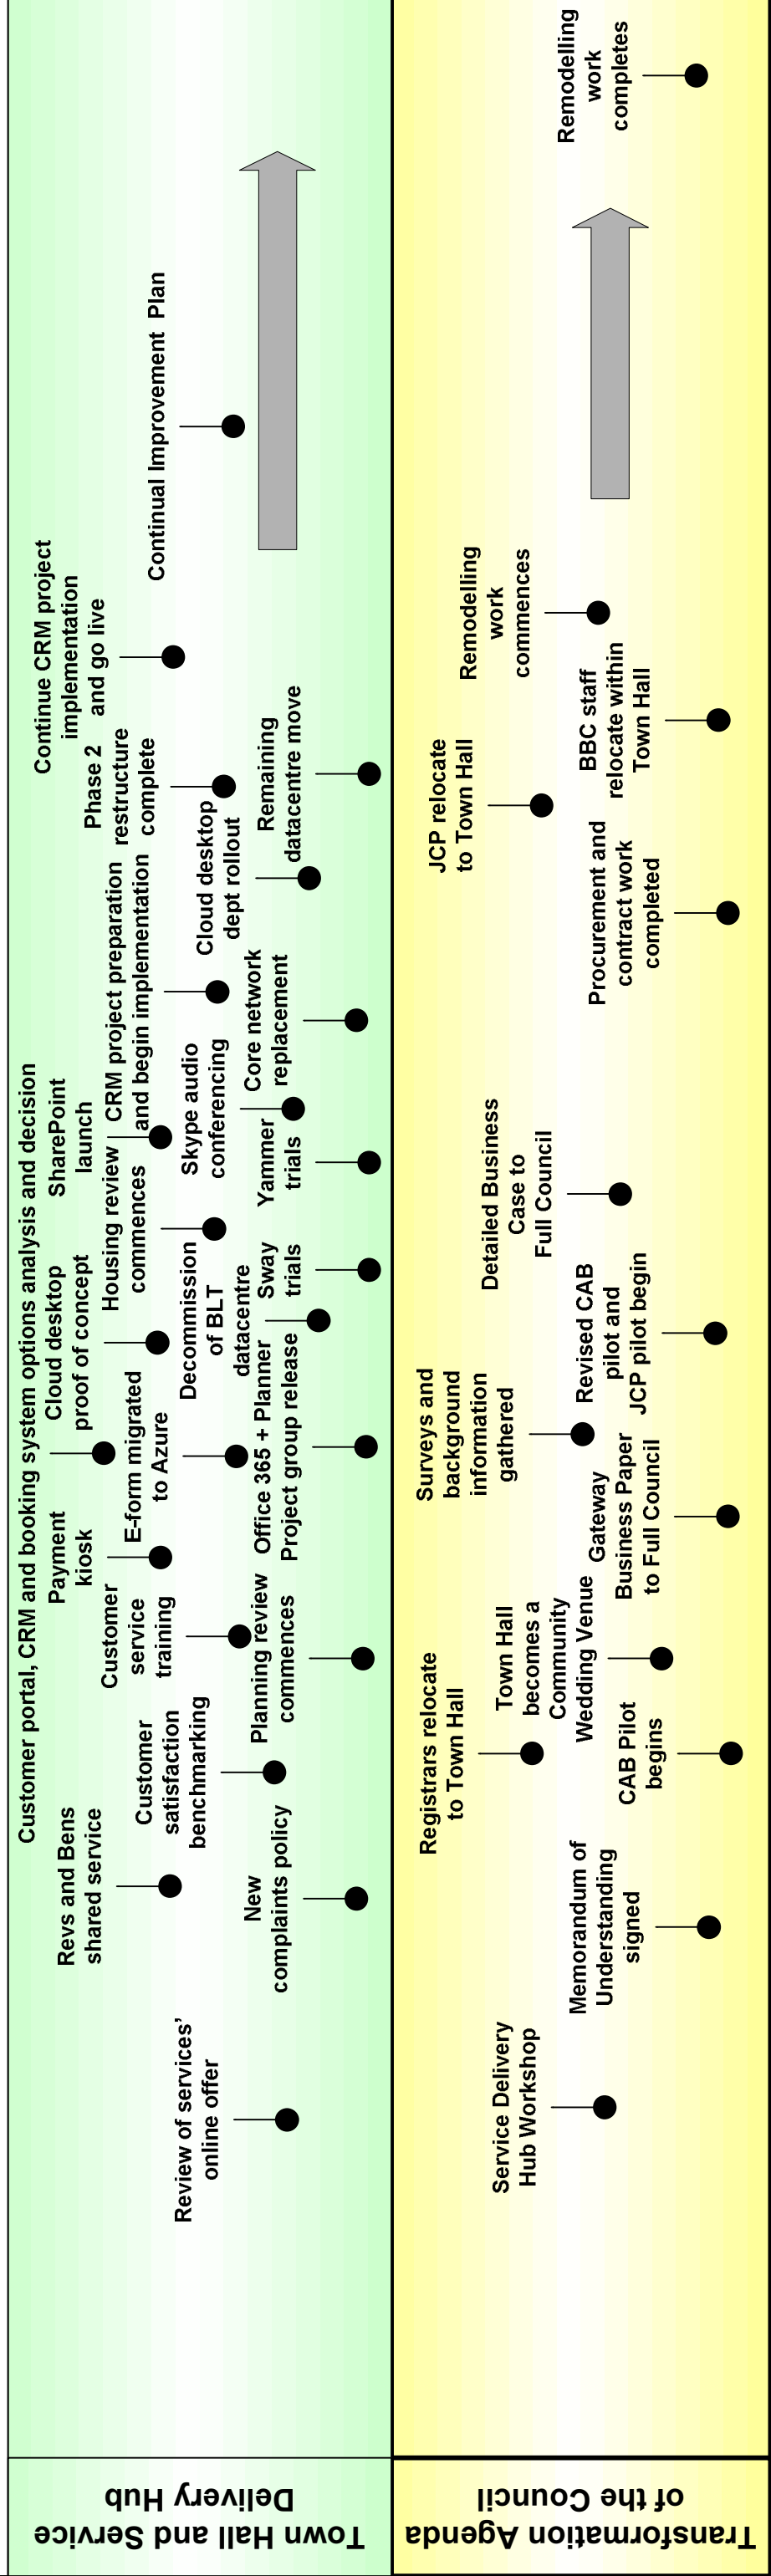 Town Hall and Service
Delivery Hub
Review of services’
online offer
Revs and Bens
shared service
New
complaints policy
Customer
satisfaction
benchmarking
Planning review
commences
Customer
service
training
Payment
kiosk
Customer portal, CRM and booking system options analysis and decision
E-form migrated
to Azure
Office 365 + Planner
Project group release
Cloud desktop
proof of concept
Decommission
of BLT
datacentre
Sway
trials
Housing review
commences
Yammer
trials
SharePoint
launch
Skype audio
conferencing
Core network
replacement
CRM project preparation
and begin implementation
Cloud desktop
dept rollout
Phase 2
restructure
complete
Remaining
datacentre move
Continue CRM project
implementation
and go live
Continual Improvement Plan
Transformation Agenda
of the Council
Service Delivery
Hub Workshop
Memorandum of
Understanding
signed
Registrars relocate
to Town Hall
CAB Pilot
begins
Town Hall
becomes a
Community
Wedding Venue
Gateway
Business Paper
to Full Council
Surveys and
background
information
gathered
Revised CAB
pilot and
JCP pilot begin
Detailed Business
Case to
Full Council
Procurement and
contract work
completed
JCP relocate
to Town Hall
BBC staff
relocate within
Town Hall
Remodelling
work
commences
Remodelling
work
completes